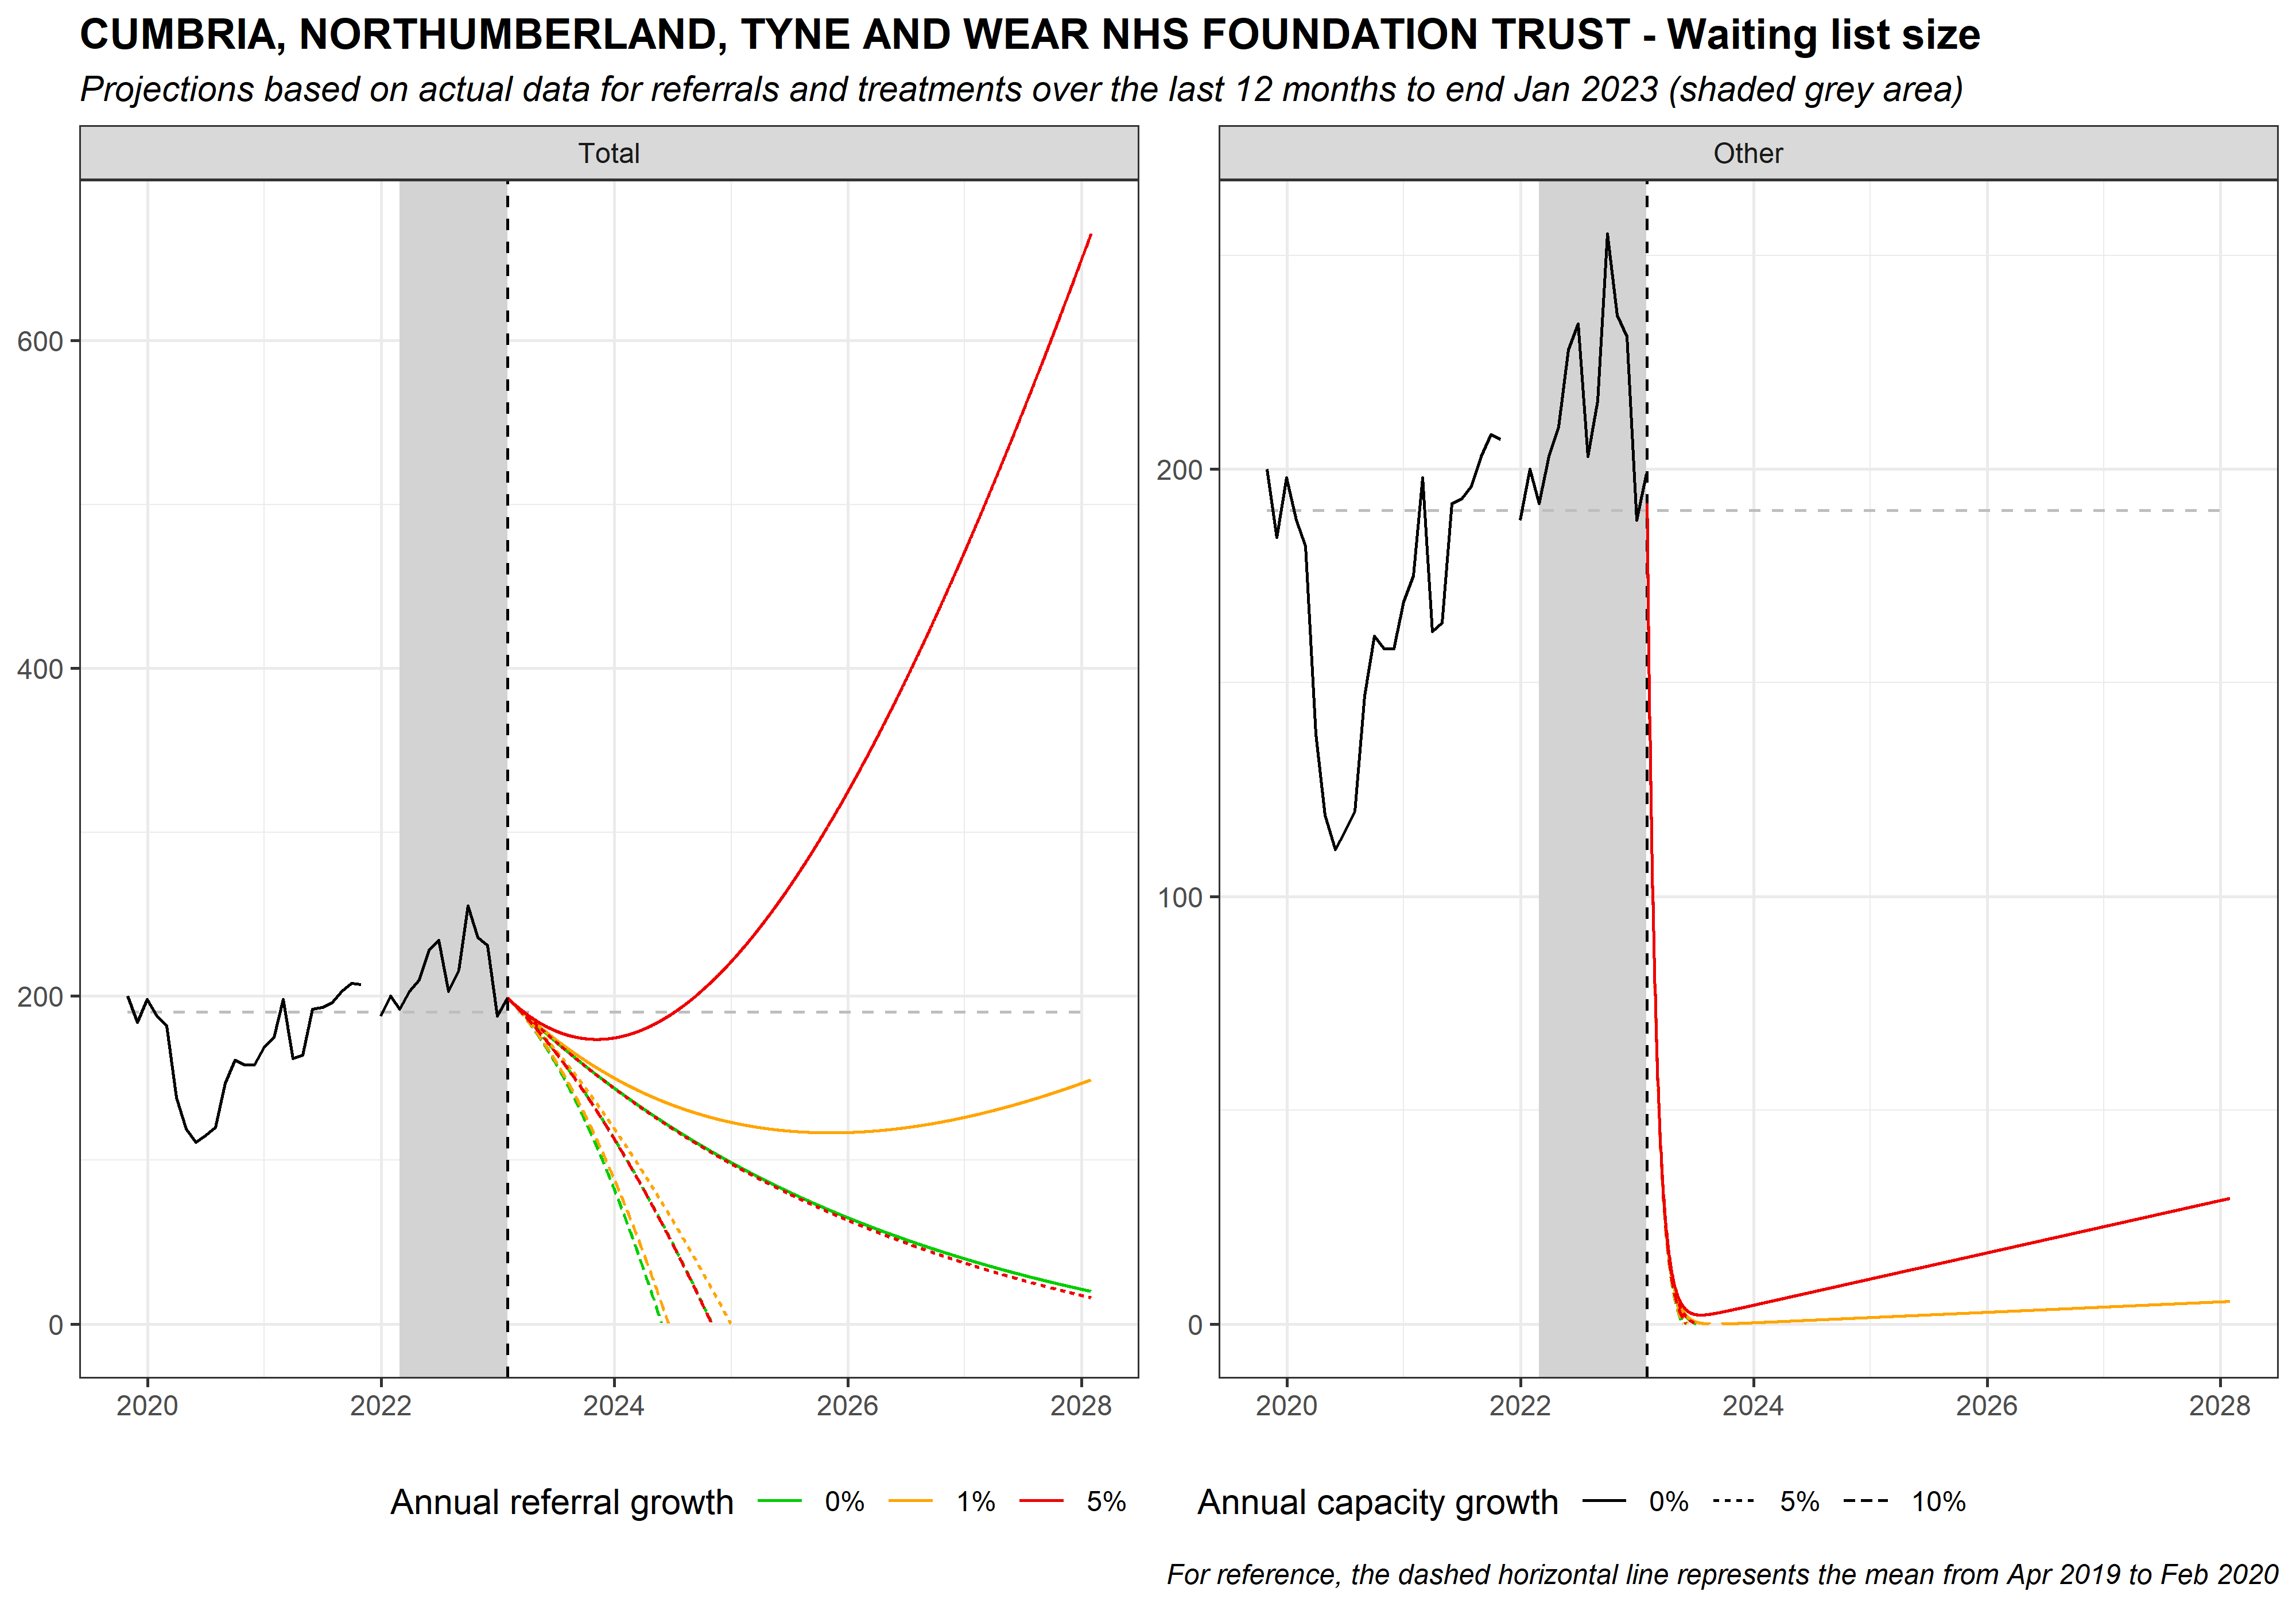 CUMBRIA, NORTHUMBERLAND, TYNE AND WEAR NHS FOUNDATION TRUST - Waiting list size
Projections based on actual data for referrals and treatments over the last 12 months to end Jan 2023 (shaded grey area)
Total
Other
600
400
200
0
200
100
0
2020 2022 2024 2026 2028
2020 2022 2024 2026 2028
Annual referral growth 0% 1% 5%
Annual capacity growth 0% 5% 10%
For reference, the dashed horizontal line represents the mean from Apr 2019 to Feb 2020